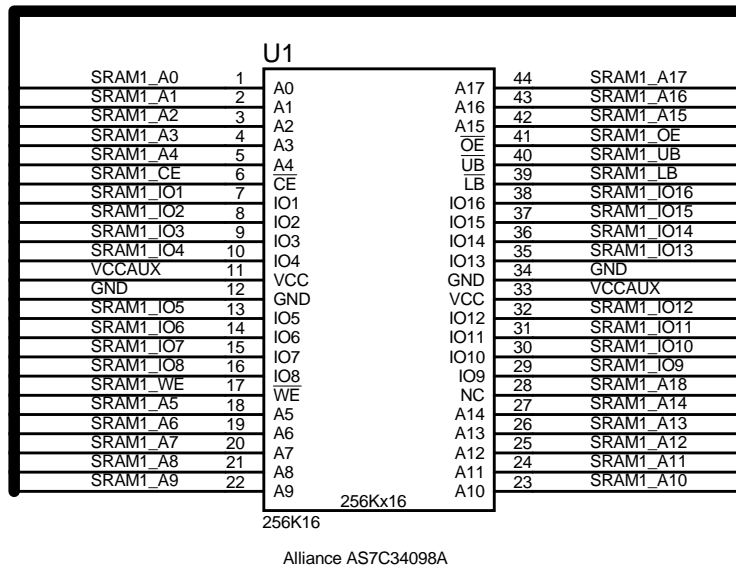 U1
SRAM1_A0 1 A0 A17 44 SRAM1_A17
SRAM1_A1 2 A1 A16 43 SRAM1_A16
SRAM1_A2 3 A2 A15 42 SRAM1_A15
SRAM1_A3 4 A3 OE 41 SRAM1_OE
SRAM1_A4 5 A4 UB 40 SRAM1_UB
SRAM1_CE 6 CE LB 39 SRAM1_LB
SRAM1_IO1 7 IO1 IO16 38 SRAM1_IO16
SRAM1_IO2 8 IO2 IO15 37 SRAM1_IO15
SRAM1_IO3 9 IO3 IO14 36 SRAM1_IO14
SRAM1_IO4 10 IO4 IO13 35 SRAM1_IO13
VCCAUX 11 VCC GND 34 GND
GND 12 GND VCC 33 VCCAUX
SRAM1_IO5 13 IO5 IO12 32 SRAM1_IO12
SRAM1_IO6 14 IO6 IO11 31 SRAM1_IO11
SRAM1_IO7 15 IO7 IO10 30 SRAM1_IO10
SRAM1_IO8 16 IO8 IO9 29 SRAM1_IO9
SRAM1_WE 17 WE NC 28 SRAM1_A18
SRAM1_A5 18 A5 A14 27 SRAM1_A14
SRAM1_A6 19 A6 A13 26 SRAM1_A13
SRAM1_A7 20 A7 A12 25 SRAM1_A12
SRAM1_A8 21 A8 A11 24 SRAM1_A11
SRAM1_A9 22 A9 A10 23 SRAM1_A10
256Kx16
256K16
Alliance AS7C34098A